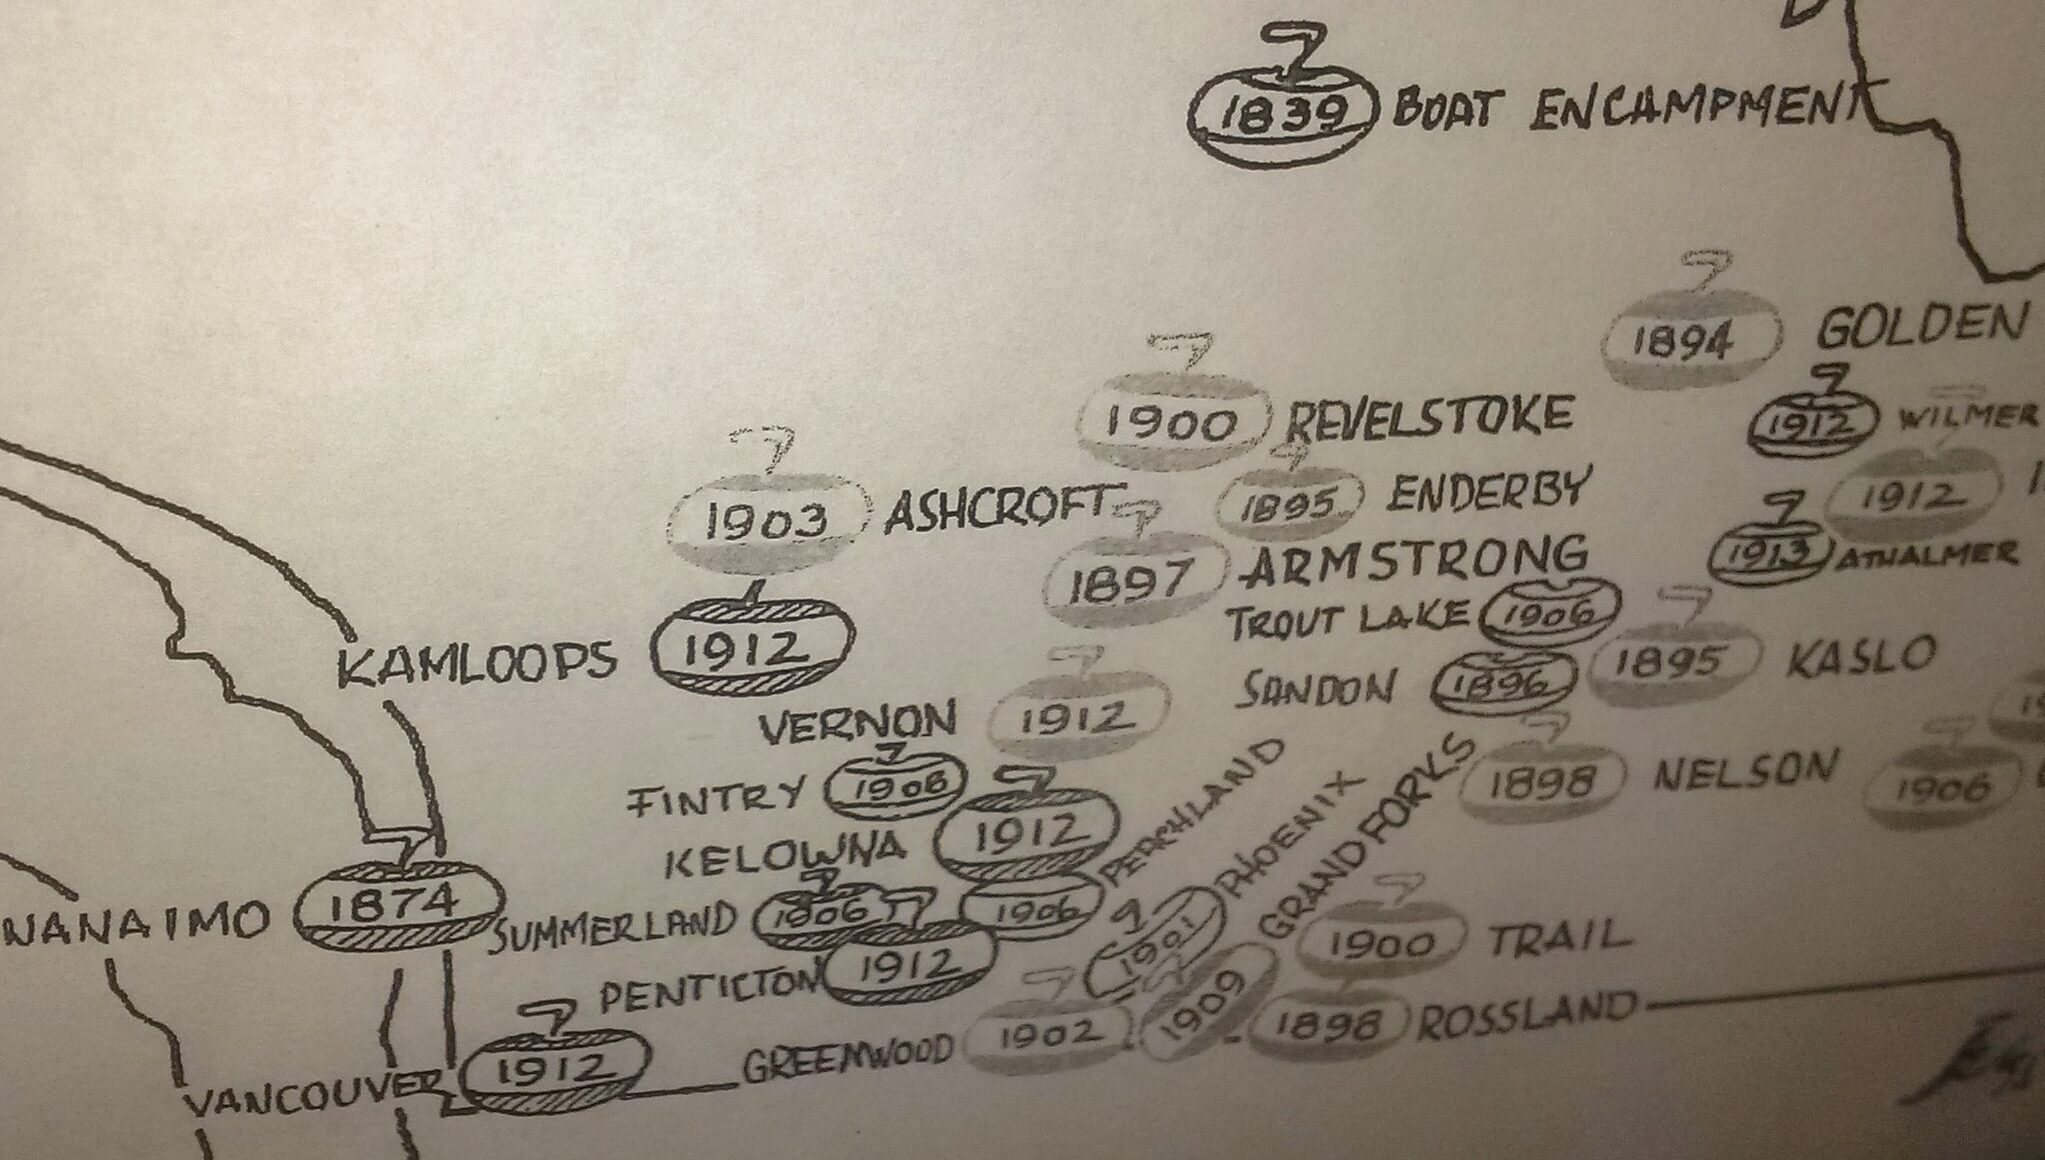 1839 BOAT ENCAMPMENT
1894 GOLDEN
1900 REVELSTOKE
1912 WILMER
1903 ASHCROFT
1895 ENDERBY
1912
1897 ARMSTRONG
1913 ATHALMER
TROUT LAKE 1906
KAMLOOPS 1912
SANDON 1896
1895 KASLO
VERNON 1912
FINTRY 1908
1898 NELSON
1906
KELOWNA 1912
1906 PEACHLAND
NANAIMO 1874
SUMMERLAND 1806
1901 PHOENIX
1909 GRAND FORKS
1900 TRAIL
PENTICTON 1912
GREENWOOD 1902
1898 ROSSLAND
VANCOUVER 1912